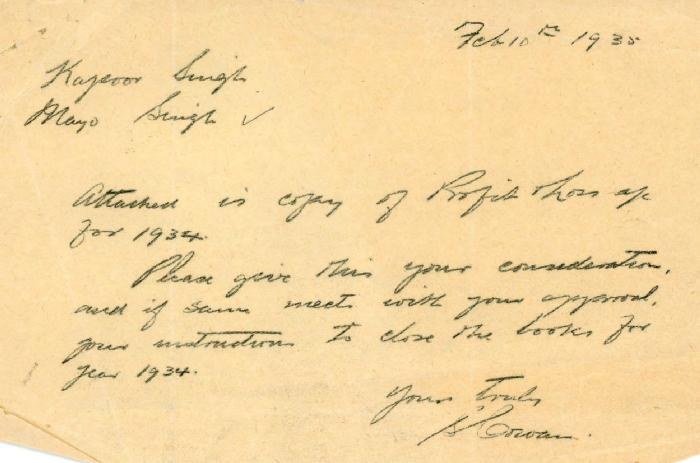 Feb 10th 1935
Kapoor Singh
Mayo Singh ✓
Attached is copy of Profit & Loss a/c
for 1934.
Please give this your consideration,
and if same meets with your approval,
your instructions to close the books for
year 1934.
Yours Truly
Cowan.